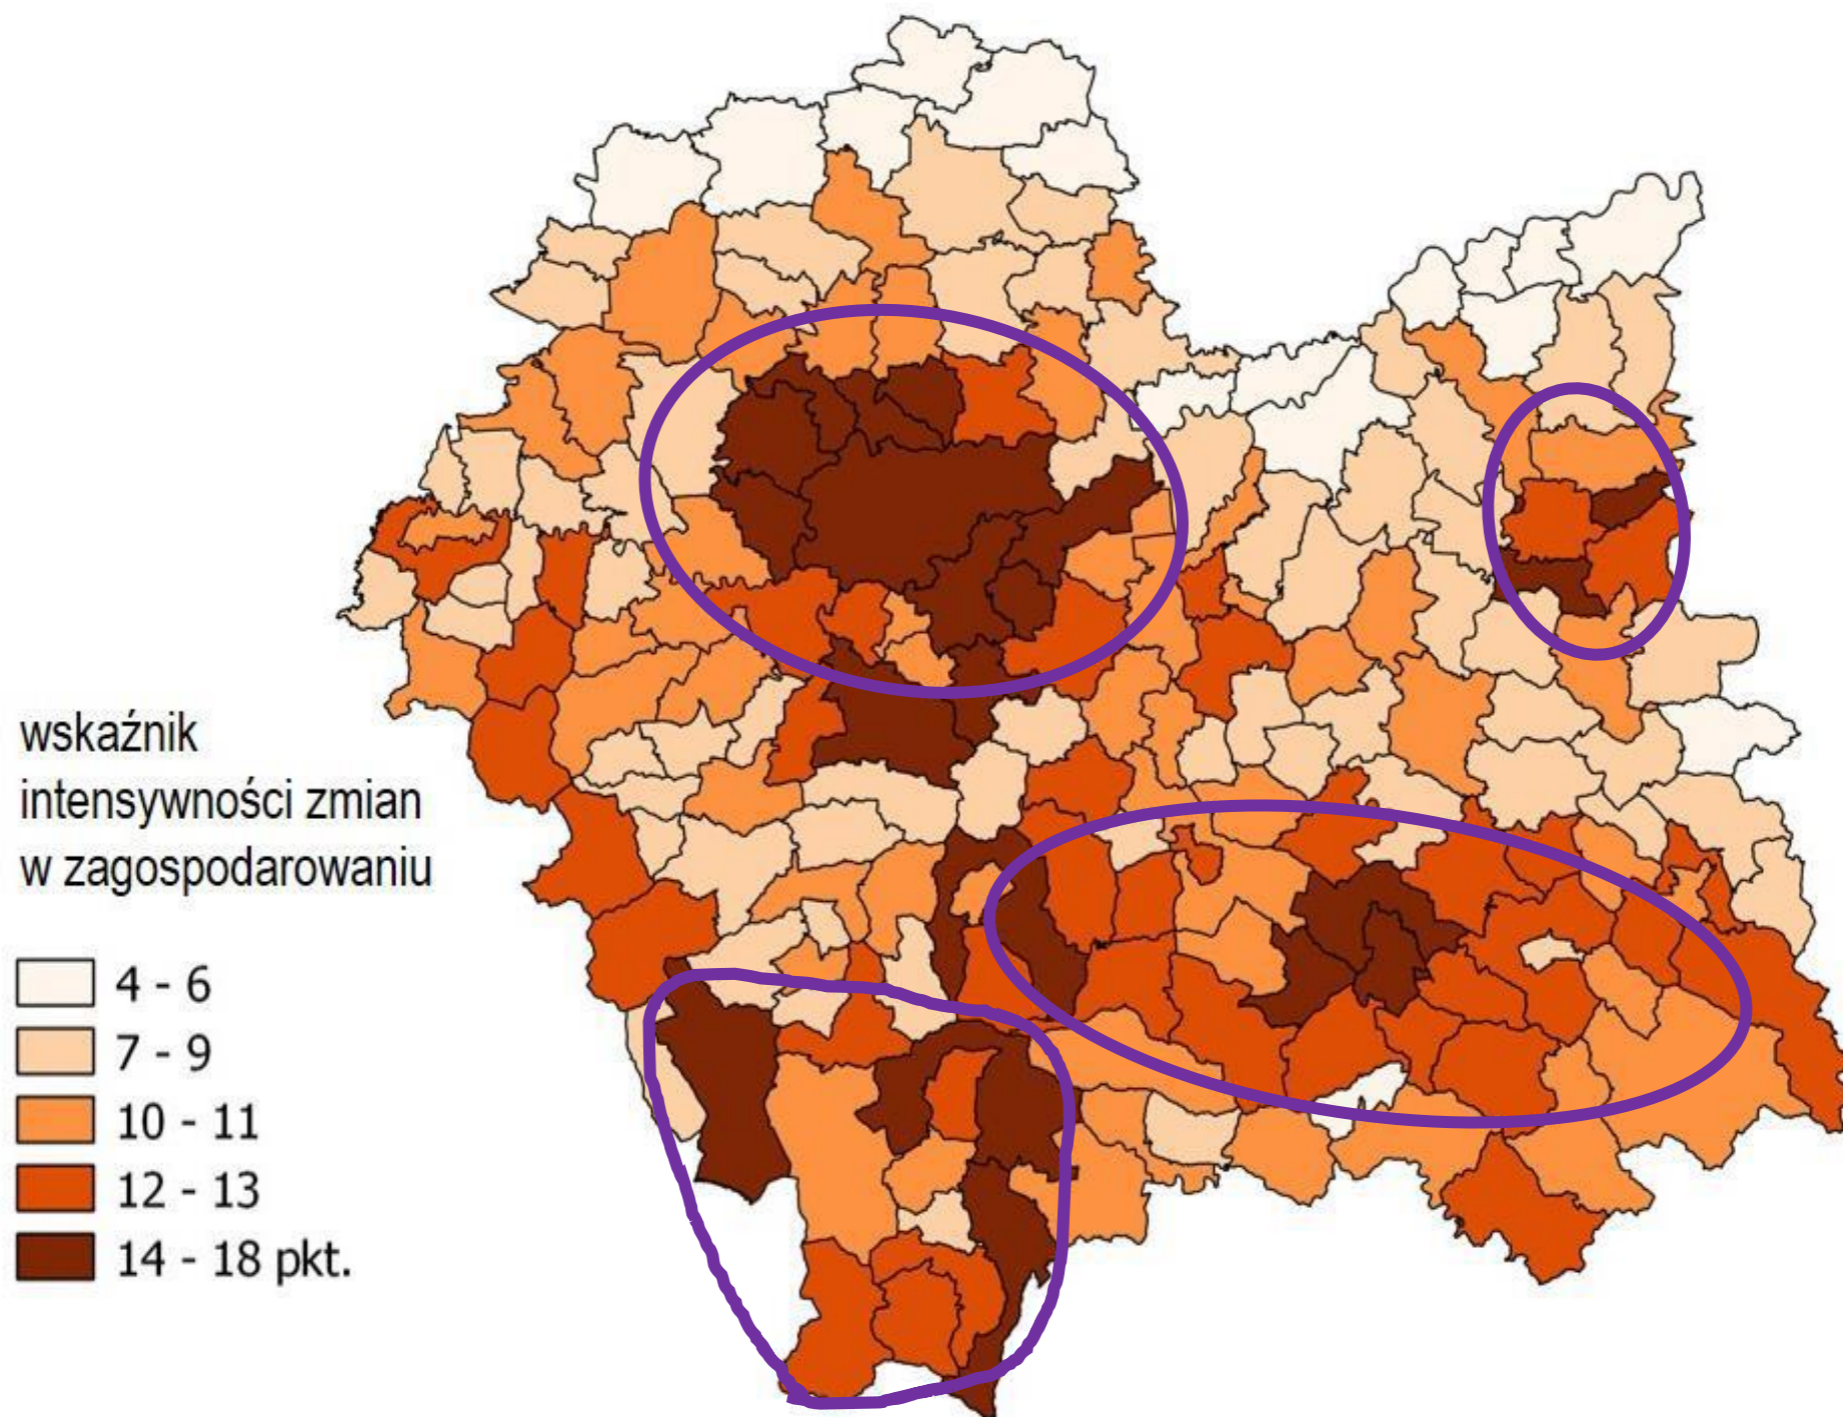 wskaźnik
intensywności zmian
w zagospodarowaniu
4 - 6
7 - 9
10 - 11
12 - 13
14 - 18 pkt.